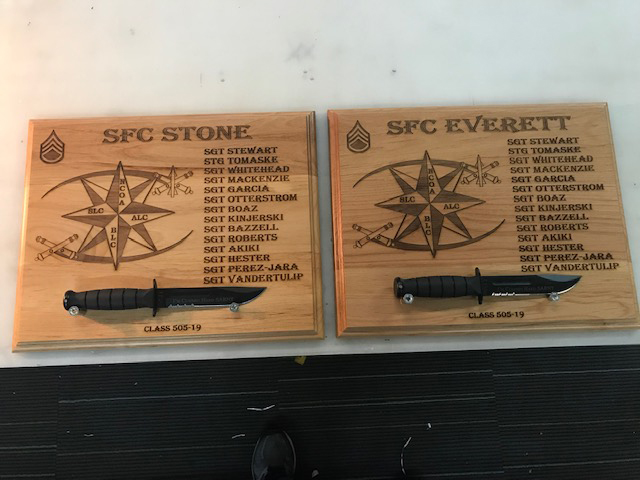 SFC STONE
SGT STEWART
STG TOMASKE
SGT WHITEHEAD
SGT MACKENZIE
SGT GARCIA
SGT OTTERSTROM
SGT BOAZ
SGT KINJERSKI
SGT BAZZELL
SGT ROBERTS
SGT AKIKI
SGT HESTER
SGT PEREZ-JARA
SGT VANDERTULIP
NCOA
SLC
ALC
BLC
CLASS 505-19
SFC EVERETT
SGT STEWART
STG TOMASKE
SGT WHITEHEAD
SGT MACKENZIE
SGT GARCIA
SGT OTTERSTROM
SGT BOAZ
SGT KINJERSKI
SGT BAZZELL
SGT ROBERTS
SGT AKIKI
SGT HESTER
SGT PEREZ-JARA
SGT VANDERTULIP
NCOA
SLC
ALC
BLC
CLASS 505-19